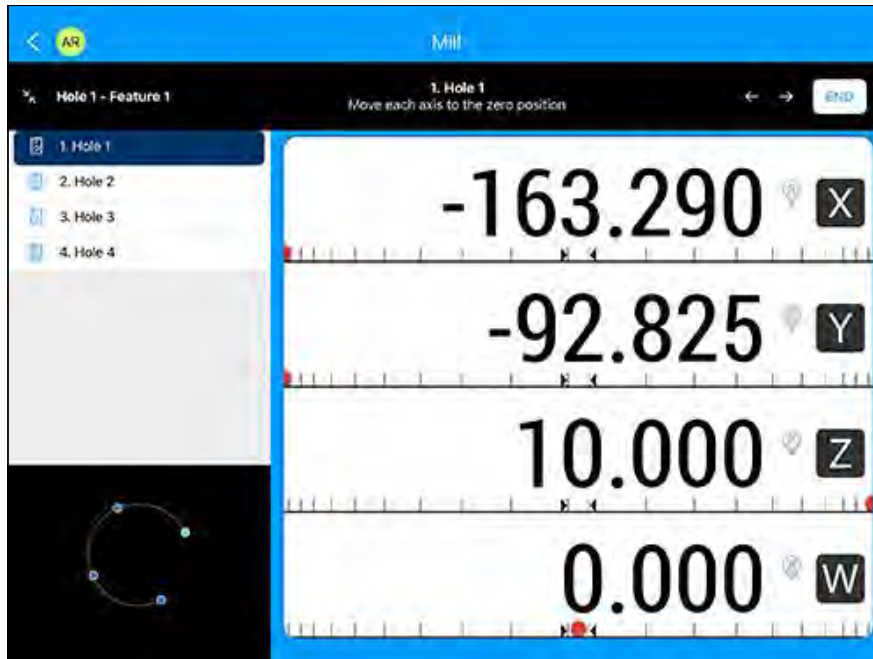 AR
Mill
Hole 1 - Feature 1
1. Hole 1
Move each axis to the zero position
END
1. Hole 1
2. Hole 2
3. Hole 3
4. Hole 4
-163.290 X
-92.825 Y
10.000 Z
0.000 W